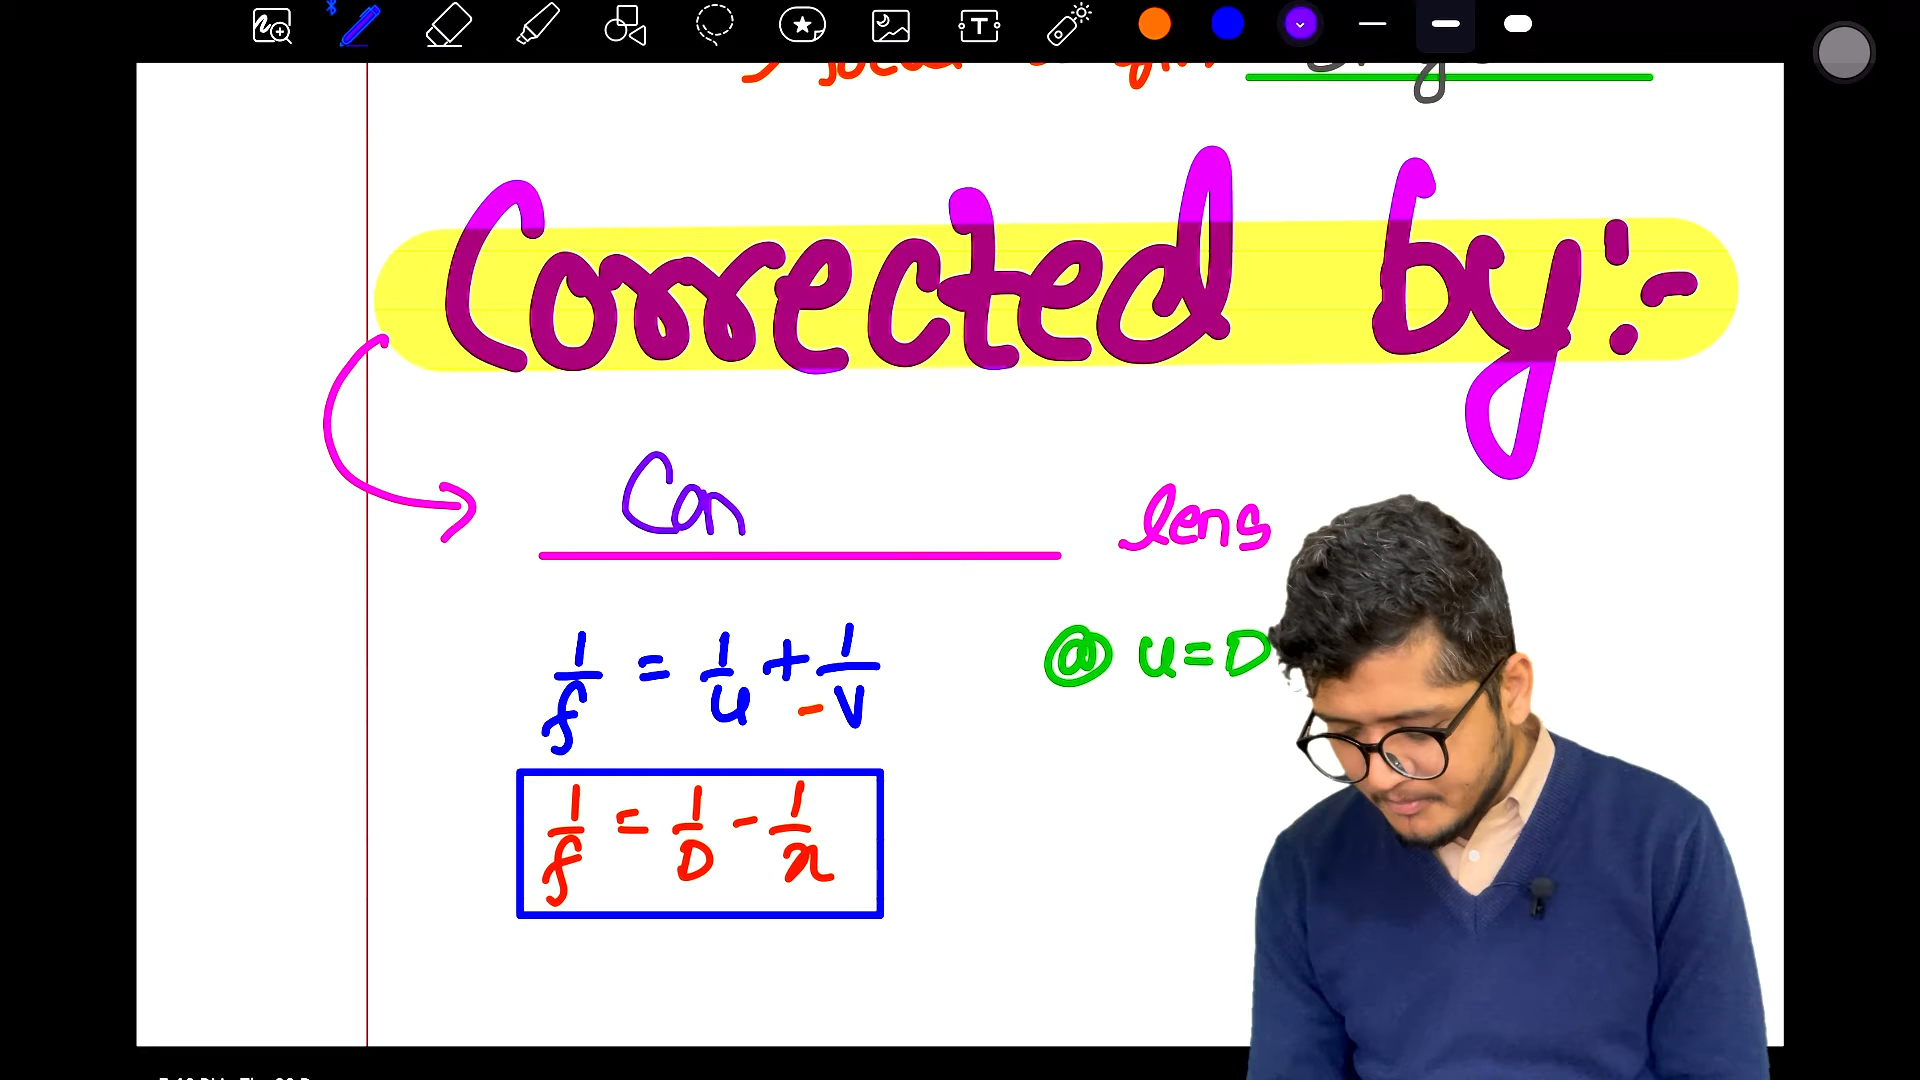 Corrected by:-
Con lens
1/f = 1/u + 1/-v @ u=D
1/f = 1/D - 1/x